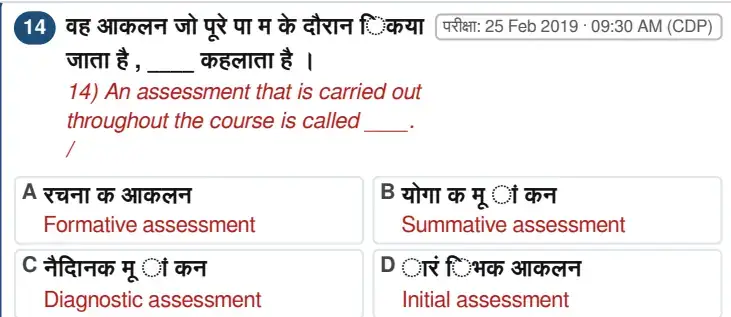 14 वह आकलन जो पूरे पा म के दौरान िकया परीक्षा: 25 Feb 2019 · 09:30 AM (CDP)
जाता है , ____ कहलाता है ।
14) An assessment that is carried out
throughout the course is called ____.
/
A रचना क आकलन B योगा क मू ां कन
Formative assessment Summative assessment
C नैदािनक मू ां कन D ारं िभक आकलन
Diagnostic assessment Initial assessment